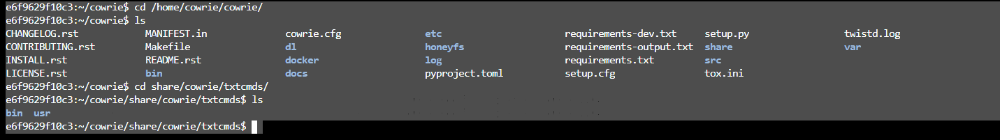 e6f9629f10c3:~/cowrie$ cd /home/cowrie/cowrie/
e6f9629f10c3:~/cowrie$ ls
CHANGELOG.rst MANIFEST.in cowrie.cfg etc requirements-dev.txt setup.py twistd.log
CONTRIBUTING.rst Makefile dl honeyfs requirements-output.txt share var
INSTALL.rst README.rst docker log requirements.txt src
LICENSE.rst bin docs pyproject.toml setup.cfg tox.ini
e6f9629f10c3:~/cowrie$ cd share/cowrie/txtcmds/
e6f9629f10c3:~/cowrie/share/cowrie/txtcmds$ ls
bin usr
e6f9629f10c3:~/cowrie/share/cowrie/txtcmds$